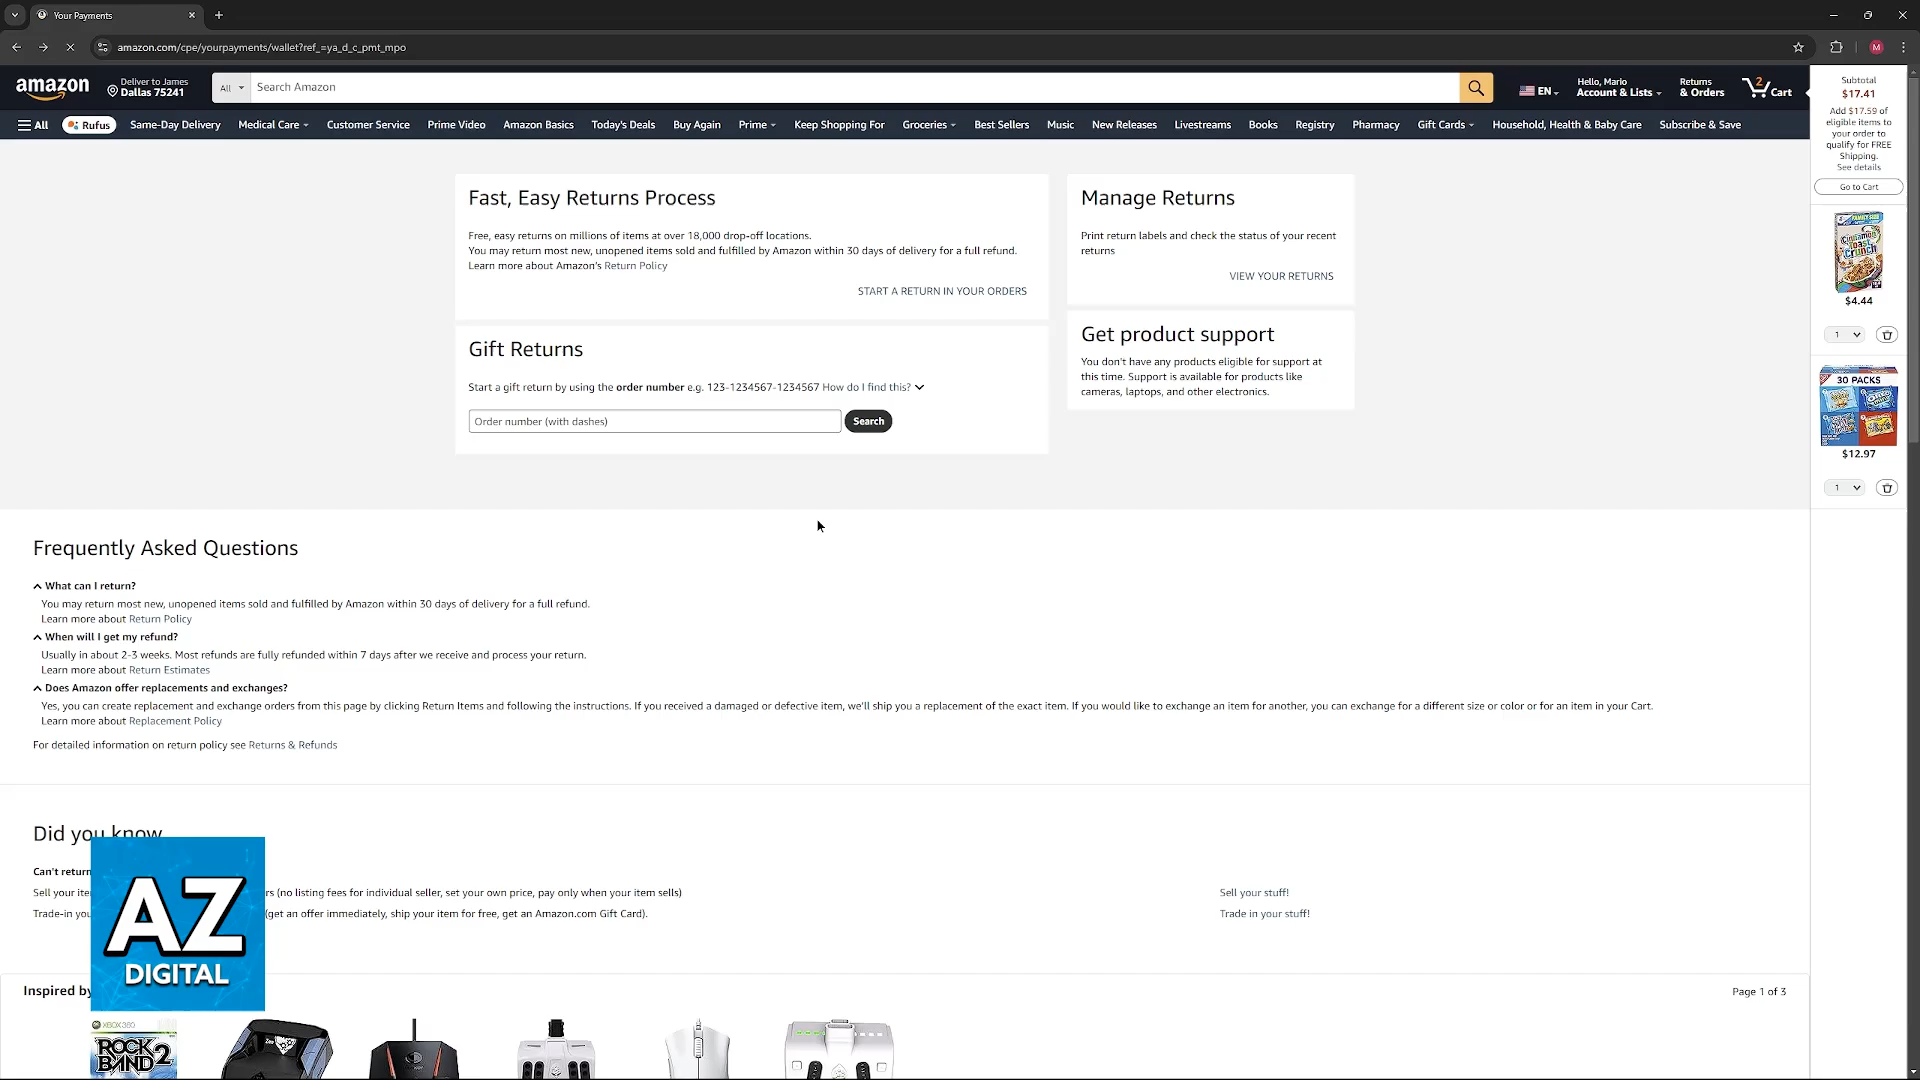 Your Payments
amazon.com/cpe/yourpayments/wallet?ref_=ya_d_c_pmt_mpo
M
amazon
Deliver to James
Dallas 75241
All
Search Amazon
EN
Hello, Mario
Account & Lists
Returns
& Orders
2
Cart
All
Rufus
Same-Day Delivery
Medical Care
Customer Service
Prime Video
Amazon Basics
Today's Deals
Buy Again
Prime
Keep Shopping For
Groceries
Best Sellers
Music
New Releases
Livestreams
Books
Registry
Pharmacy
Gift Cards
Household, Health & Baby Care
Subscribe & Save
Subtotal
$17.41
Add $17.59 of
eligible items to
your order to
qualify for FREE
Shipping.
See details
Go to Cart
FAMILY SIZE
Cinnamon
Toast
Crunch
$4.44
1
30 PACKS
OREO
$12.97
1
Fast, Easy Returns Process
Free, easy returns on millions of items at over 18,000 drop-off locations.
You may return most new, unopened items sold and fulfilled by Amazon within 30 days of delivery for a full refund.
Learn more about Amazon's Return Policy
START A RETURN IN YOUR ORDERS
Manage Returns
Print return labels and check the status of your recent
returns
VIEW YOUR RETURNS
Gift Returns
Start a gift return by using the order number e.g. 123-1234567-1234567 How do I find this?
Order number (with dashes)
Search
Get product support
You don't have any products eligible for support at
this time. Support is available for products like
cameras, laptops, and other electronics.
Frequently Asked Questions
What can I return?
You may return most new, unopened items sold and fulfilled by Amazon within 30 days of delivery for a full refund.
Learn more about Return Policy
When will I get my refund?
Usually in about 2-3 weeks. Most refunds are fully refunded within 7 days after we receive and process your return.
Learn more about Return Estimates
Does Amazon offer replacements and exchanges?
Yes, you can create replacement and exchange orders from this page by clicking Return Items and following the instructions. If you received a damaged or defective item, we'll ship you a replacement of the exact item. If you would like to exchange an item for another, you can exchange for a different size or color or for an item in your Cart.
Learn more about Replacement Policy
For detailed information on return policy see Returns & Refunds
Did you know
Can't return
Sell your ite
rs (no listing fees for individual seller, set your own price, pay only when your item sells)
Sell your stuff!
Trade-in you
(get an offer immediately, ship your item for free, get an Amazon.com Gift Card).
Trade in your stuff!
AZ
DIGITAL
Inspired by
Page 1 of 3
XBOX 360
ROCK
BAND 2